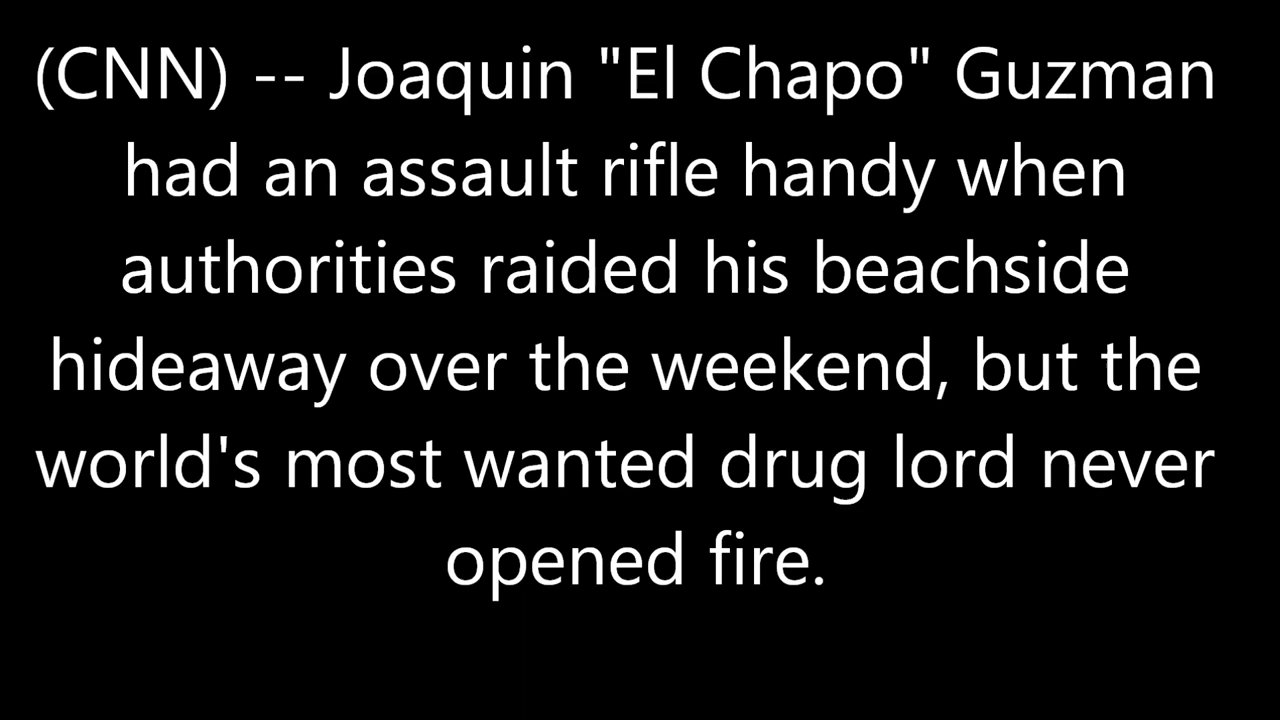 (CNN) -- Joaquin "El Chapo" Guzman
had an assault rifle handy when
authorities raided his beachside
hideaway over the weekend, but the
world's most wanted drug lord never
opened fire.